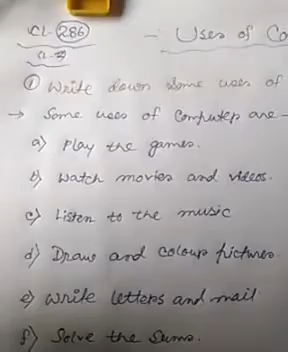 CL-286
- Uses of Co
CL-3
① Write down some uses of
→ Some uses of Computer are-
a) Play the games.
b) Watch movies and videos.
c) Listen to the music
d) Draw and colour pictures.
e) Write letters and mail
f) Solve the Sums.